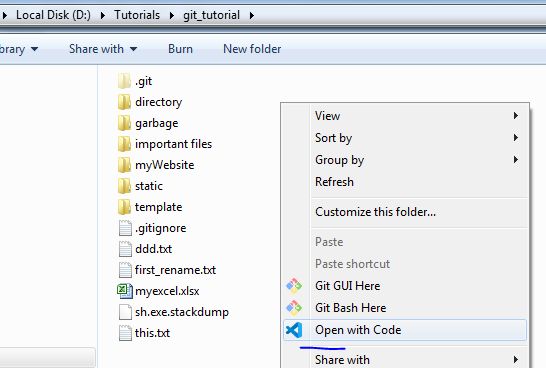 Local Disk (D:) Tutorials git_tutorial
brary Share with Burn New folder
.git
directory
garbage
important files
myWebsite
static
template
.gitignore
ddd.txt
first_rename.txt
myexcel.xlsx
sh.exe.stackdump
this.txt
View
Sort by
Group by
Refresh
Customize this folder...
Paste
Paste shortcut
Git GUI Here
Git Bash Here
Open with Code
Share with